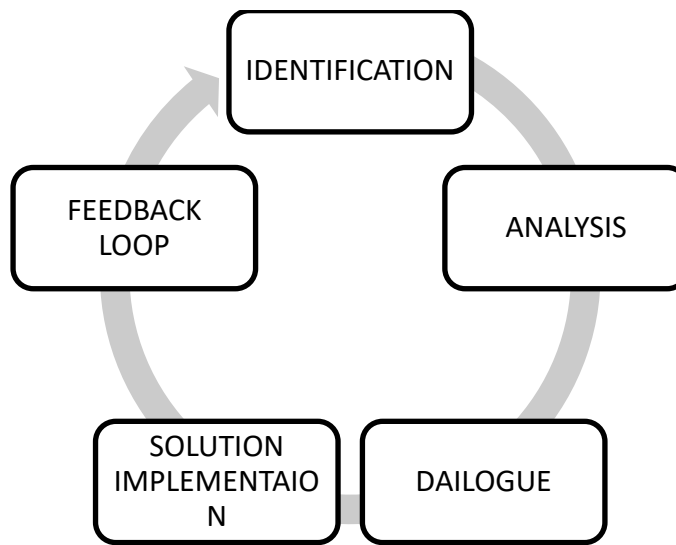 IDENTIFICATION
ANALYSIS
DAILOGUE
SOLUTION
IMPLEMENTAIO
N
FEEDBACK
LOOP